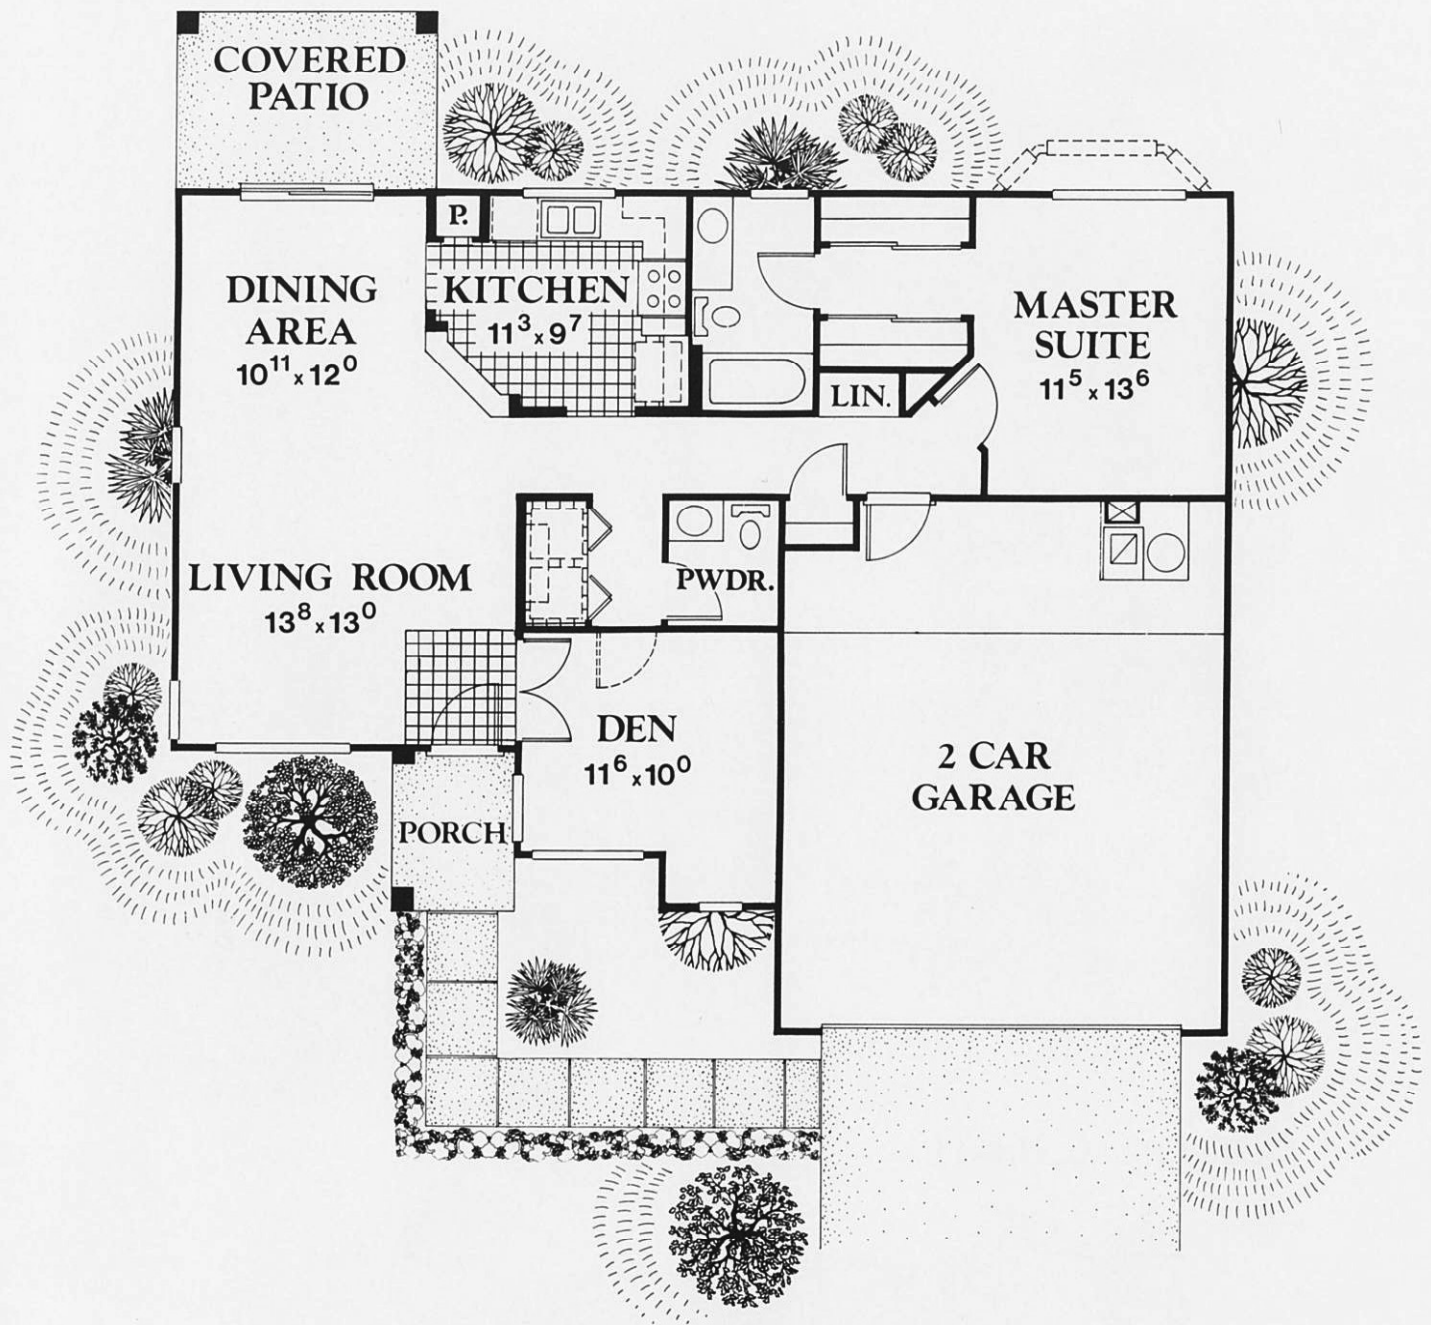 COVERED
PATIO
P.
DINING
AREA
10¹¹ x 12⁰
KITCHEN
11³ x 9⁷
MASTER
SUITE
11⁵ x 13⁶
LIN.
LIVING ROOM
13⁸ x 13⁰
PWDR.
DEN
11⁶ x 10⁰
2 CAR
GARAGE
PORCH